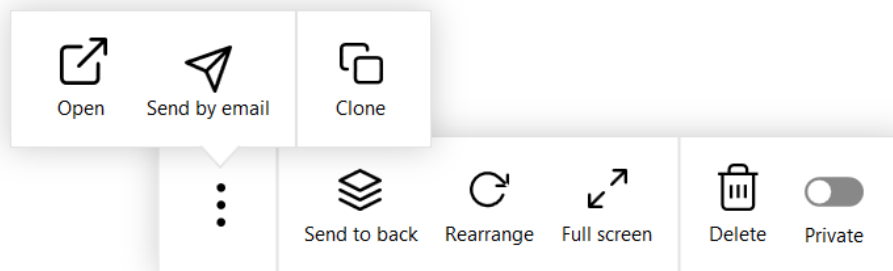 Open
Send by email
Clone
Send to back
Rearrange
Full screen
Delete
Private